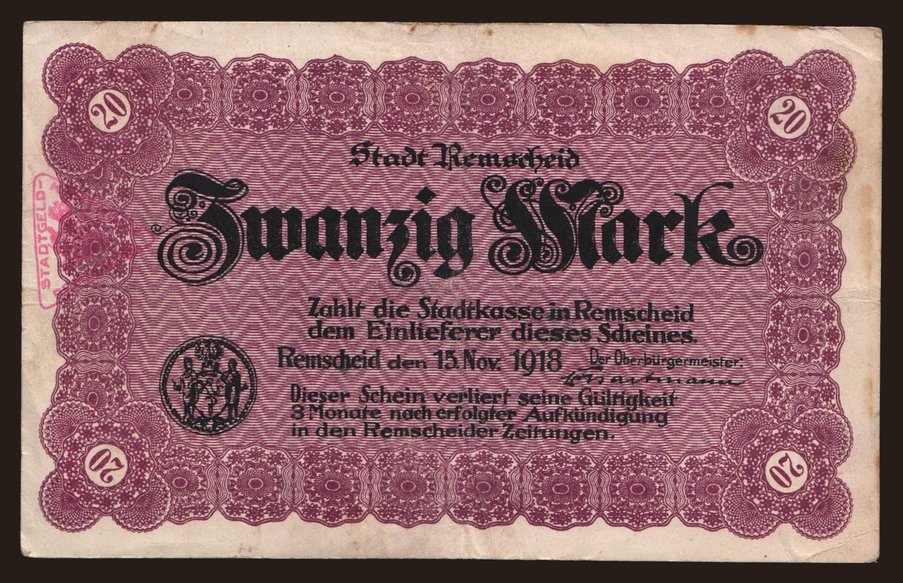 20
20
Stadt Remscheid
Zwanzig Mark
STADTGELD-
Zahlt die Stadtkasse in Remscheid
dem Einlieferer dieses Scheines.
Remscheid den 15. Nov. 1918
Der Oberbürgermeister:
Dieser Schein verliert seine Gültigkeit
3 Monate nach erfolgter Aufkündigung
in den Remscheider Zeitungen.
20
20